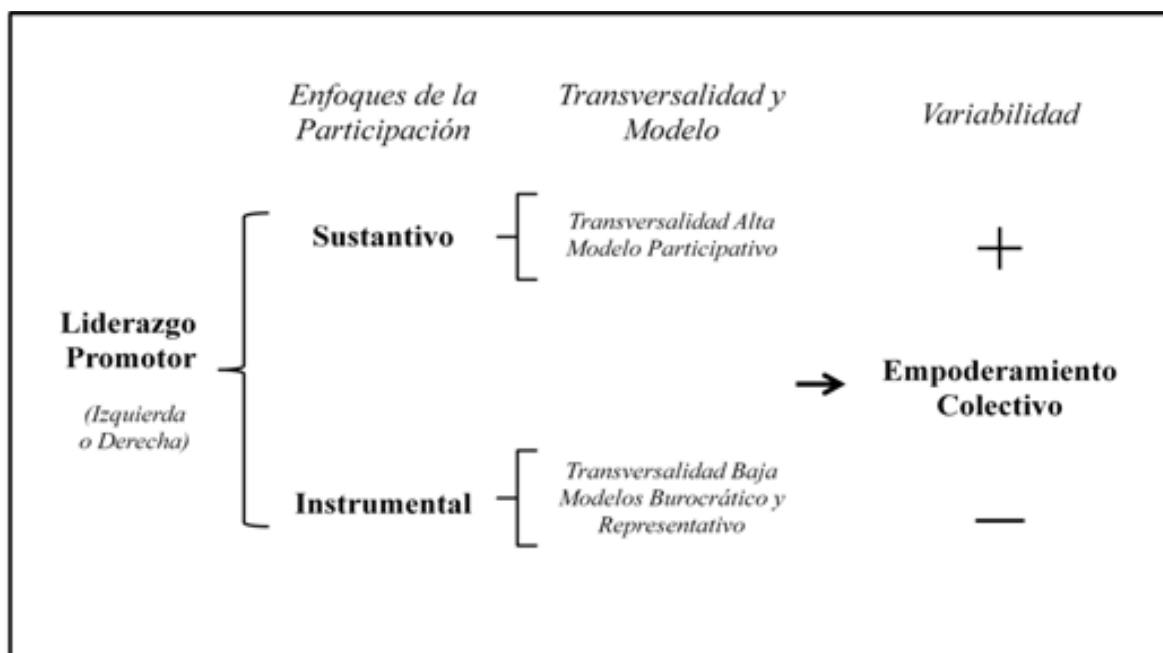 Enfoques de la
Participación
Transversalidad y
Modelo
Variabilidad
Liderazgo
Promotor
(Izquierda
o Derecha)
Sustantivo
Transversalidad Alta
Modelo Participativo
+
Instrumental
Transversalidad Baja
Modelos Burocrático y
Representativo
Empoderamiento
Colectivo
—